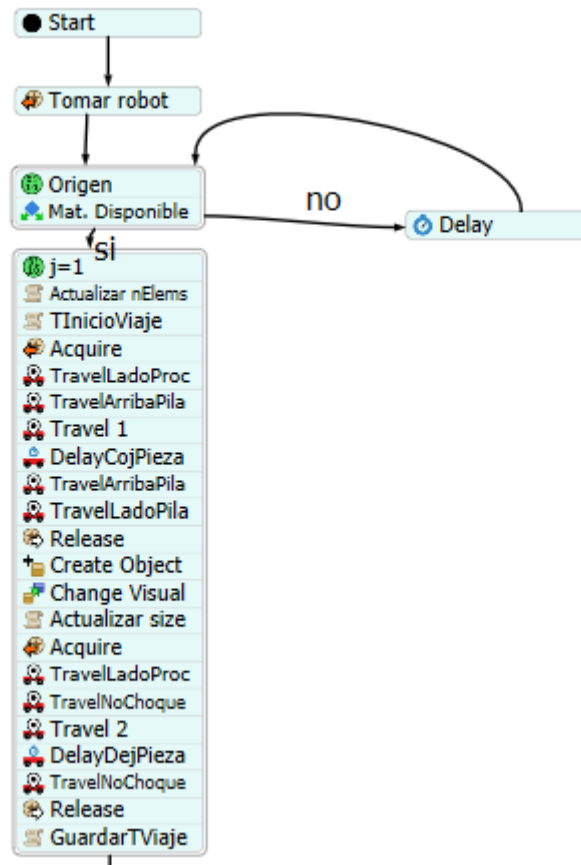 Start
Tomar robot
Origen
Mat. Disponible
no
Delay
si
j=1
Actualizar nElems
TInicioViaje
Acquire
TravelLadoProc
TravelArribaPila
Travel 1
DelayCojPieza
TravelArribaPila
TravelLadoPila
Release
Create Object
Change Visual
Actualizar size
Acquire
TravelLadoProc
TravelNoChoque
Travel 2
DelayDejPieza
TravelNoChoque
Release
GuardarTViaje